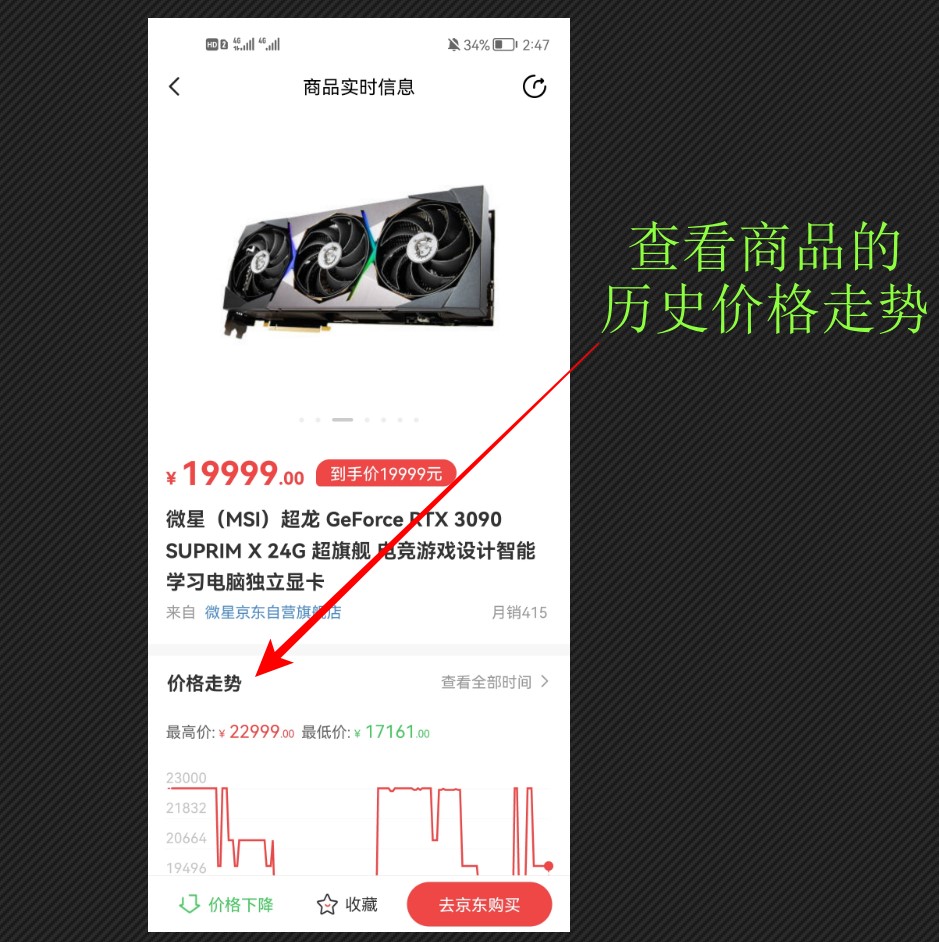 HD 2 4G 4G 34% 2:47
商品实时信息
查看商品的
历史价格走势
¥19999.00 到手价19999元
微星（MSI）超龙 GeForce RTX 3090
SUPRIM X 24G 超旗舰 电竞游戏设计智能
学习电脑独立显卡
来自 微星京东自营旗舰店 月销415
价格走势 查看全部时间
最高价: ¥22999.00 最低价: ¥17161.00
23000
21832
20664
19496
价格下降 收藏 去京东购买